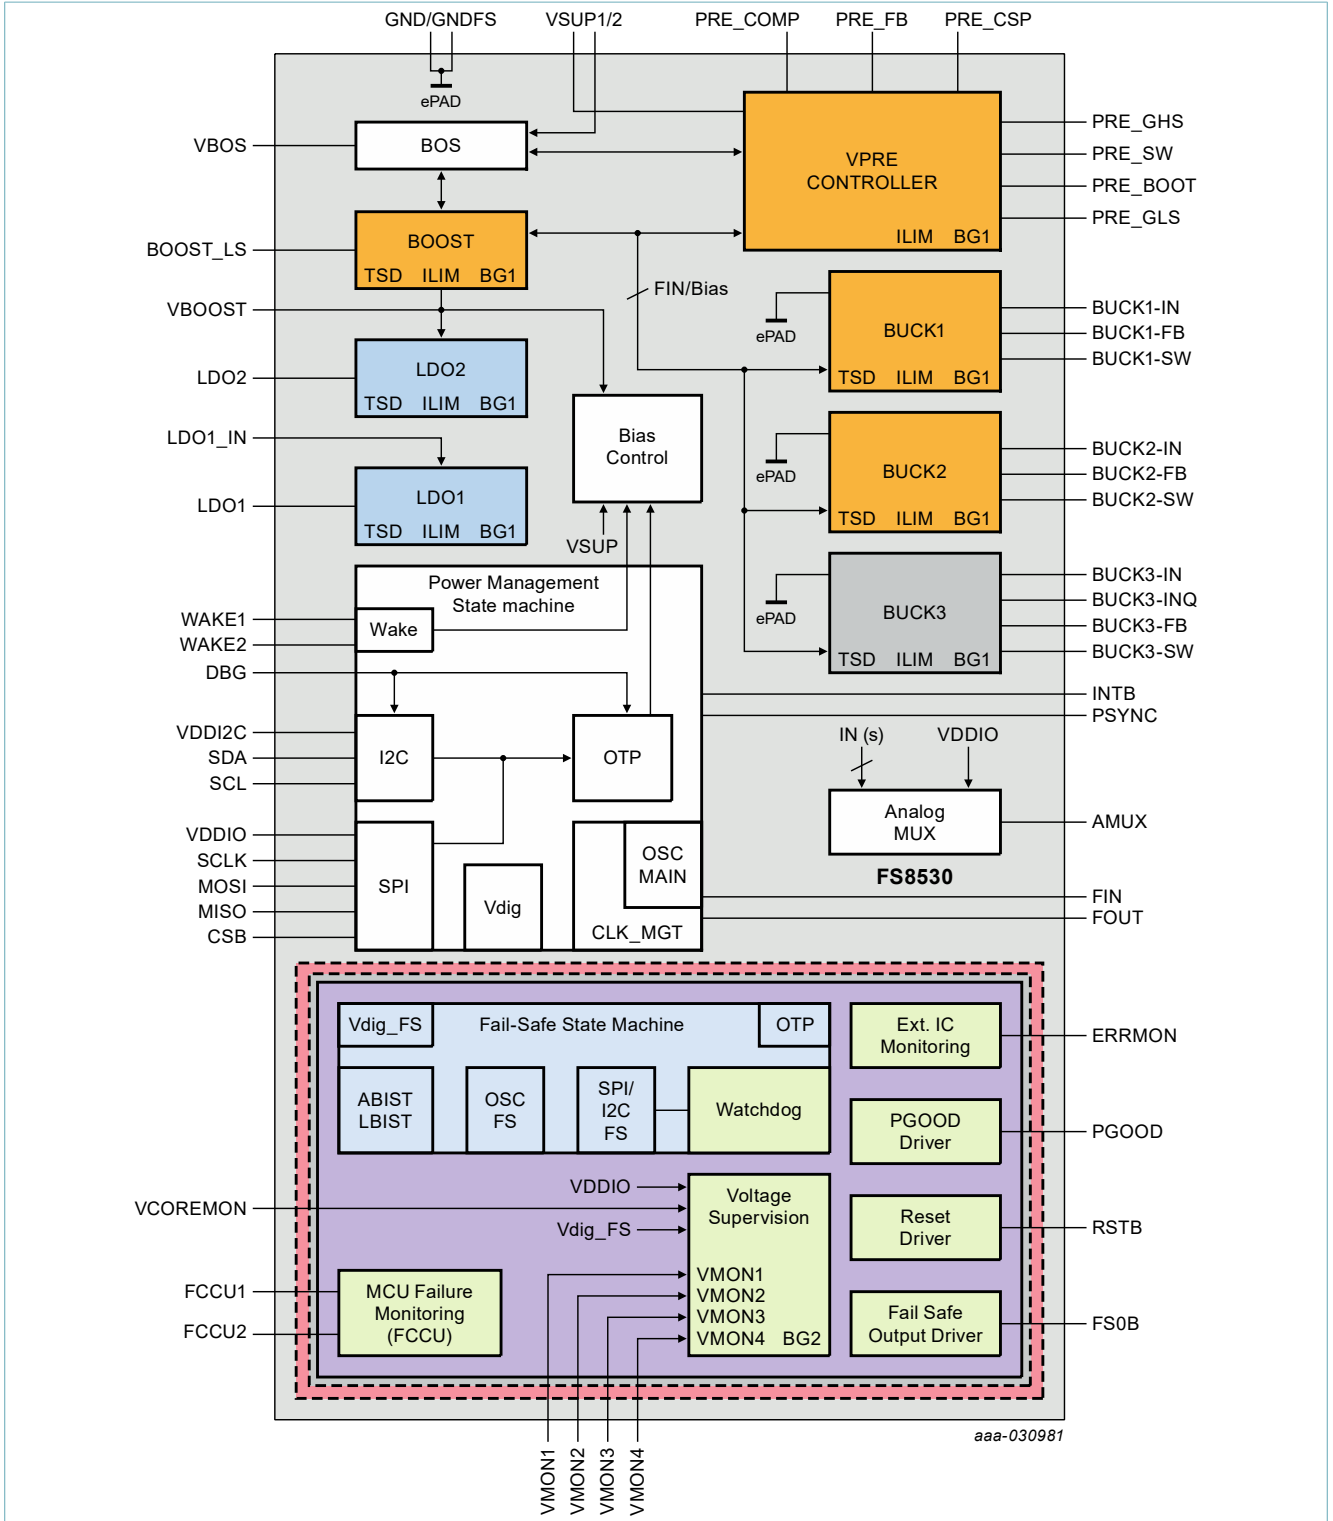 GND/GNDFS VSUP1/2 PRE_COMP PRE_FB PRE_CSP
ePAD
VBOS
BOS
VPRE
CONTROLLER
ILIM BG1
PRE_GHS
PRE_SW
PRE_BOOT
PRE_GLS
BOOST_LS
BOOST
TSD ILIM BG1
FIN/Bias
VBOOST
LDO2
LDO2
TSD ILIM BG1
LDO1_IN
LDO1
LDO1
TSD ILIM BG1
Bias
Control
VSUP
ePAD
BUCK1
TSD ILIM BG1
BUCK1-IN
BUCK1-FB
BUCK1-SW
ePAD
BUCK2
TSD ILIM BG1
BUCK2-IN
BUCK2-FB
BUCK2-SW
ePAD
BUCK3
TSD ILIM BG1
BUCK3-IN
BUCK3-INQ
BUCK3-FB
BUCK3-SW
Power Management
State machine
WAKE1
WAKE2
Wake
DBG
VDDI2C
SDA
SCL
I2C
OTP
VDDIO
SCLK
MOSI
MISO
CSB
SPI
Vdig
OSC
MAIN
CLK_MGT
INTB
PSYNC
IN (s) VDDIO
Analog
MUX
AMUX
FS8530
FIN
FOUT
Vdig_FS
Fail-Safe State Machine
OTP
ABIST
LBIST
OSC
FS
SPI/
I2C
FS
Watchdog
Ext. IC
Monitoring
ERRMON
PGOOD
Driver
PGOOD
VDDIO
VCOREMON
Vdig_FS
Voltage
Supervision
VMON1
VMON2
VMON3
VMON4 BG2
Reset
Driver
RSTB
FCCU1
FCCU2
MCU Failure
Monitoring
(FCCU)
Fail Safe
Output Driver
FS0B
VMON1
VMON2
VMON3
VMON4
aaa-030981